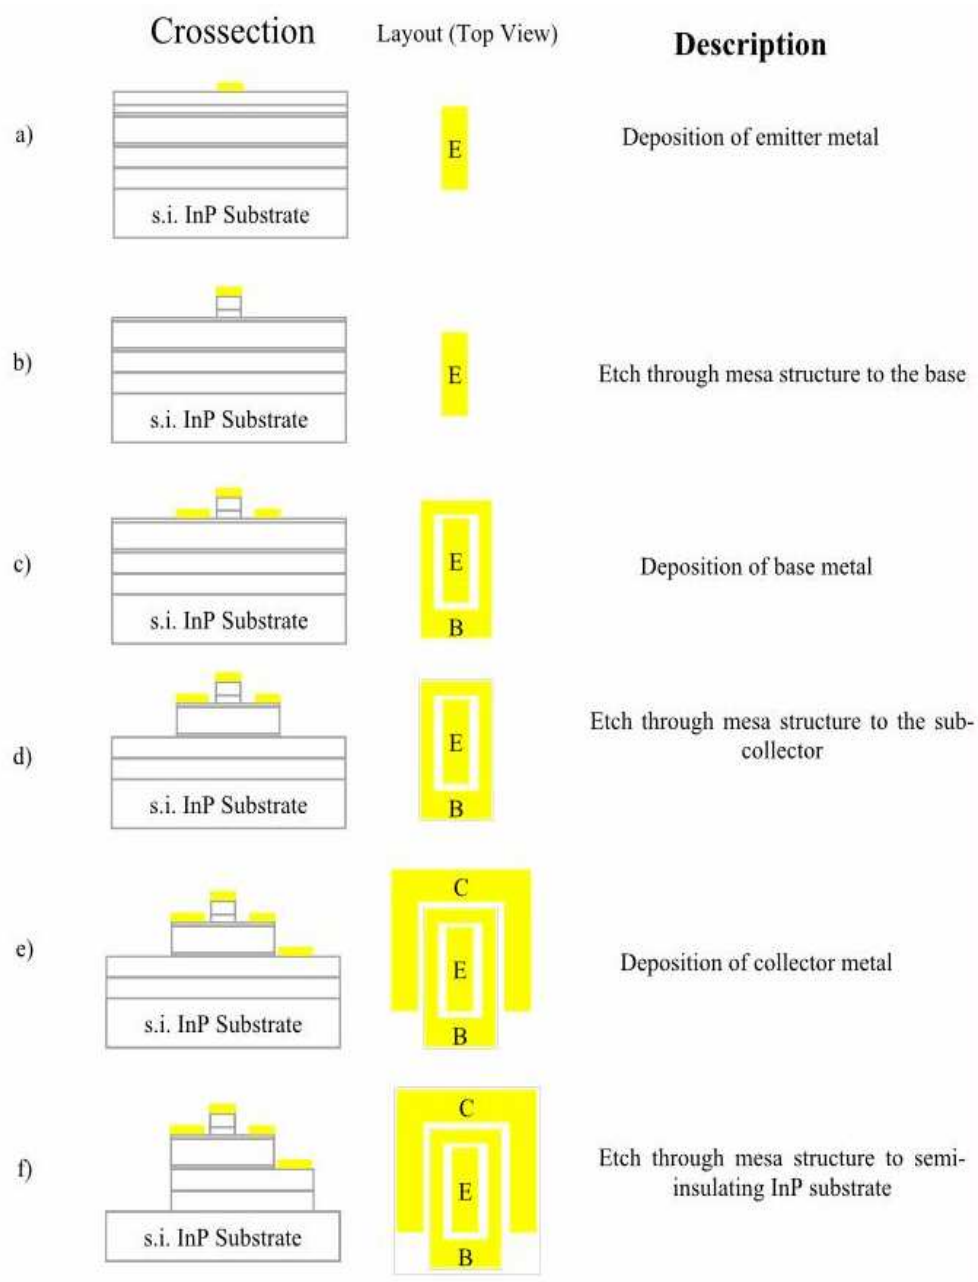 Crossection
Layout (Top View)
Description
a)
s.i. InP Substrate
E
Deposition of emitter metal
b)
s.i. InP Substrate
E
Etch through mesa structure to the base
c)
s.i. InP Substrate
E
B
Deposition of base metal
d)
s.i. InP Substrate
E
B
Etch through mesa structure to the sub-
collector
e)
s.i. InP Substrate
C
E
B
Deposition of collector metal
f)
s.i. InP Substrate
C
E
B
Etch through mesa structure to semi-
insulating InP substrate